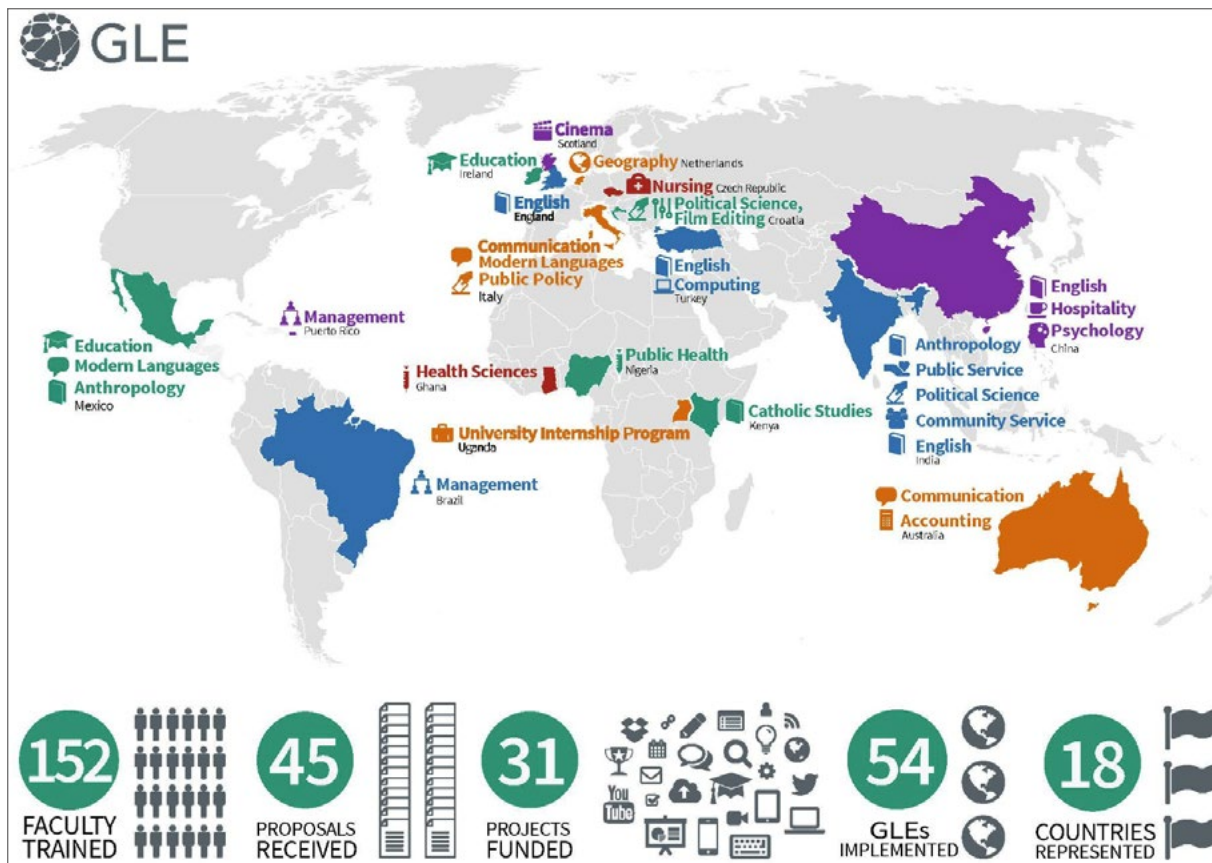 GLE
Cinema
Scotland
Education
Ireland
Geography Netherlands
Nursing Czech Republic
English
England
Political Science,
Film Editing Croatia
Communication
Modern Languages
Public Policy
Italy
English
Computing
Turkey
English
Hospitality
Psychology
China
Management
Puerto Rico
Education
Modern Languages
Anthropology
Mexico
Public Health
Nigeria
Health Sciences
Ghana
Anthropology
Public Service
Political Science
Community Service
English
India
Catholic Studies
Kenya
University Internship Program
Uganda
Management
Brazil
Communication
Accounting
Australia
152
FACULTY
TRAINED
45
PROPOSALS
RECEIVED
31
PROJECTS
FUNDED
You
Tube
54
GLEs
IMPLEMENTED
18
COUNTRIES
REPRESENTED